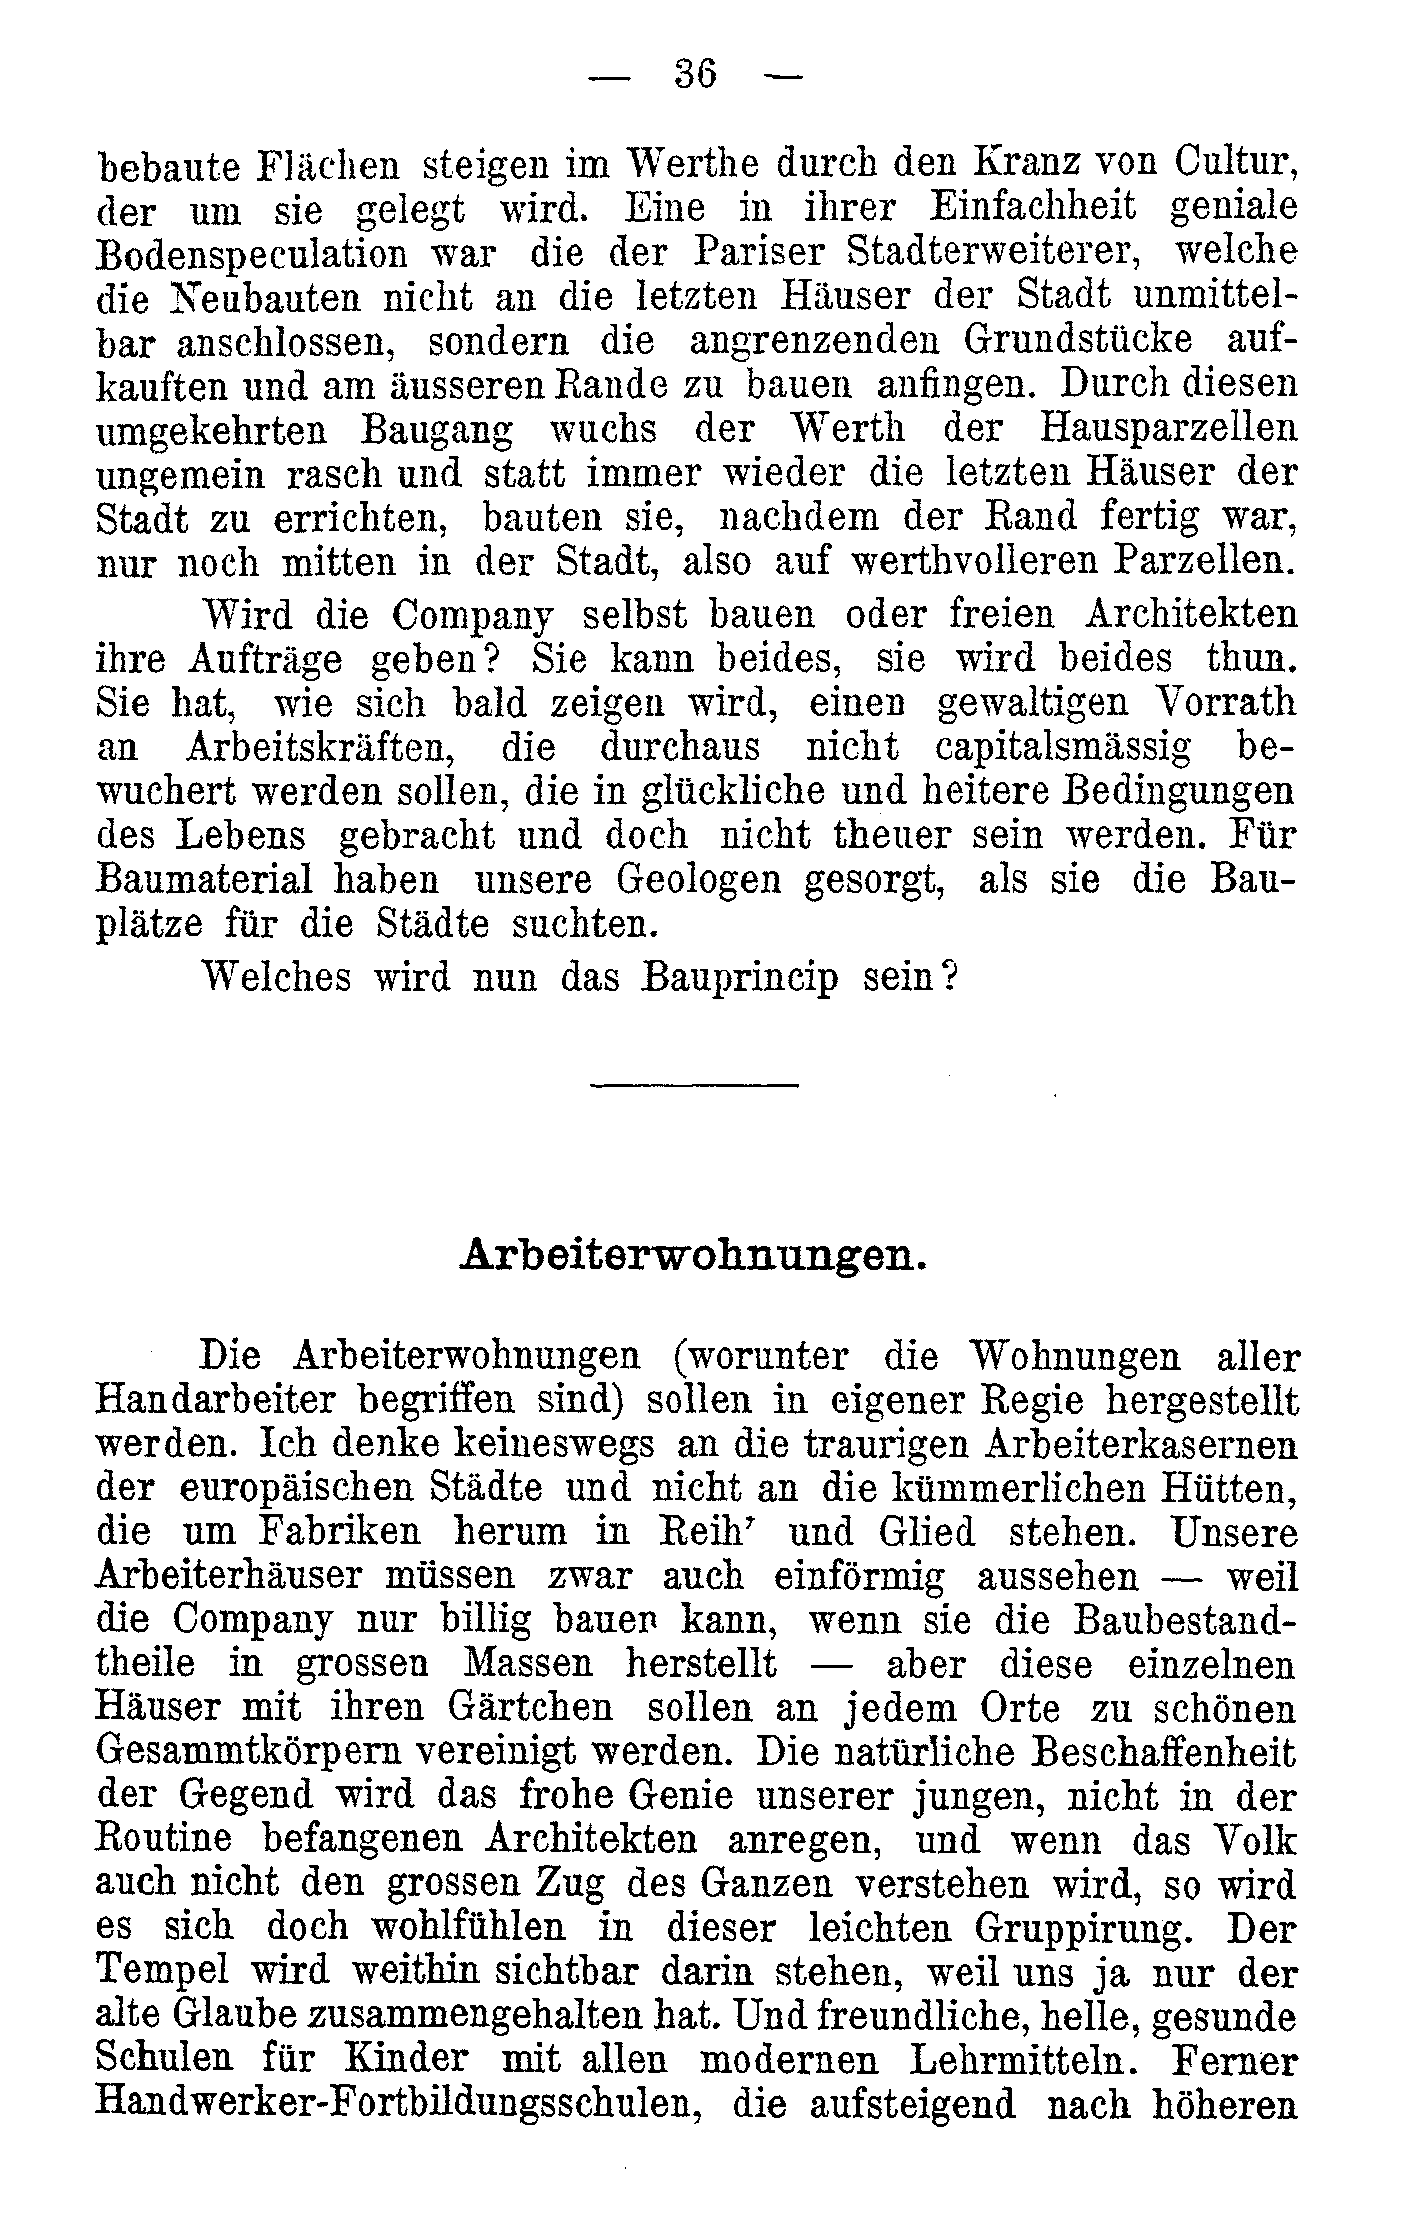 — 36 —
bebaute Flächen steigen im Werthe durch den Kranz von Cultur,
der um sie gelegt wird. Eine in ihrer Einfachheit geniale
Bodenspeculation war die der Pariser Stadterweiterer, welche
die Neubauten nicht an die letzten Häuser der Stadt unmittel-
bar anschlossen, sondern die angrenzenden Grundstücke auf-
kauften und am äusseren Rande zu bauen anfingen. Durch diesen
umgekehrten Baugang wuchs der Werth der Hausparzellen
ungemein rasch und statt immer wieder die letzten Häuser der
Stadt zu errichten, bauten sie, nachdem der Rand fertig war,
nur noch mitten in der Stadt, also auf werthvolleren Parzellen.
Wird die Company selbst bauen oder freien Architekten
ihre Aufträge geben? Sie kann beides, sie wird beides thun.
Sie hat, wie sich bald zeigen wird, einen gewaltigen Vorrath
an Arbeitskräften, die durchaus nicht capitalsmässig be-
wuchert werden sollen, die in glückliche und heitere Bedingungen
des Lebens gebracht und doch nicht theuer sein werden. Für
Baumaterial haben unsere Geologen gesorgt, als sie die Bau-
plätze für die Städte suchten.
Welches wird nun das Bauprincip sein?
Arbeiterwohnungen.
Die Arbeiterwohnungen (worunter die Wohnungen aller
Handarbeiter begriffen sind) sollen in eigener Regie hergestellt
werden. Ich denke keineswegs an die traurigen Arbeiterkasernen
der europäischen Städte und nicht an die kümmerlichen Hütten,
die um Fabriken herum in Reih' und Glied stehen. Unsere
Arbeiterhäuser müssen zwar auch einförmig aussehen — weil
die Company nur billig bauen kann, wenn sie die Baubestand-
theile in grossen Massen herstellt — aber diese einzelnen
Häuser mit ihren Gärtchen sollen an jedem Orte zu schönen
Gesammtkörpern vereinigt werden. Die natürliche Beschaffenheit
der Gegend wird das frohe Genie unserer jungen, nicht in der
Routine befangenen Architekten anregen, und wenn das Volk
auch nicht den grossen Zug des Ganzen verstehen wird, so wird
es sich doch wohlfühlen in dieser leichten Gruppirung. Der
Tempel wird weithin sichtbar darin stehen, weil uns ja nur der
alte Glaube zusammengehalten hat. Und freundliche, helle, gesunde
Schulen für Kinder mit allen modernen Lehrmitteln. Ferner
Handwerker-Fortbildungsschulen, die aufsteigend nach höheren